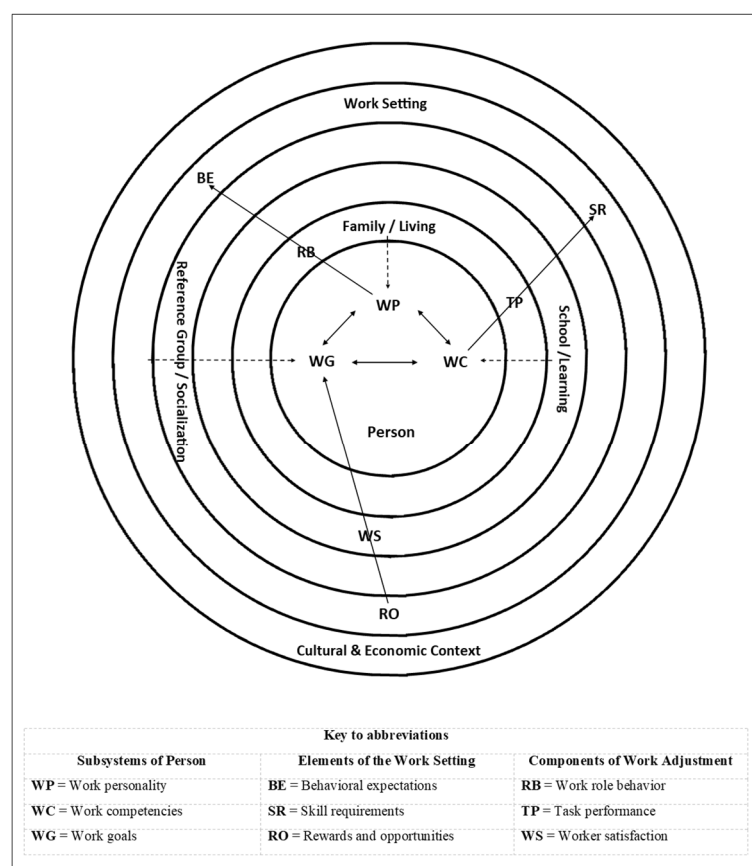 Work Setting
BE
SR
Family / Living
RB
Reference Group / Socialization
WP
TP
School /Learning
WG
WC
Person
WS
RO
Cultural & Economic Context
Key to abbreviations
Subsystems of Person
Elements of the Work Setting
Components of Work Adjustment
WP = Work personality
BE = Behavioral expectations
RB = Work role behavior
WC = Work competencies
SR = Skill requirements
TP = Task performance
WG = Work goals
RO = Rewards and opportunities
WS = Worker satisfaction